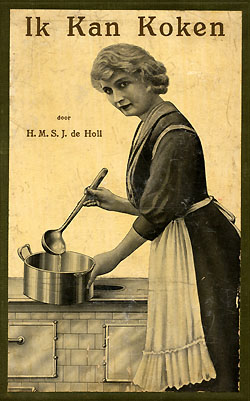 Ik Kan Koken
door
H. M. S. J. de Holl